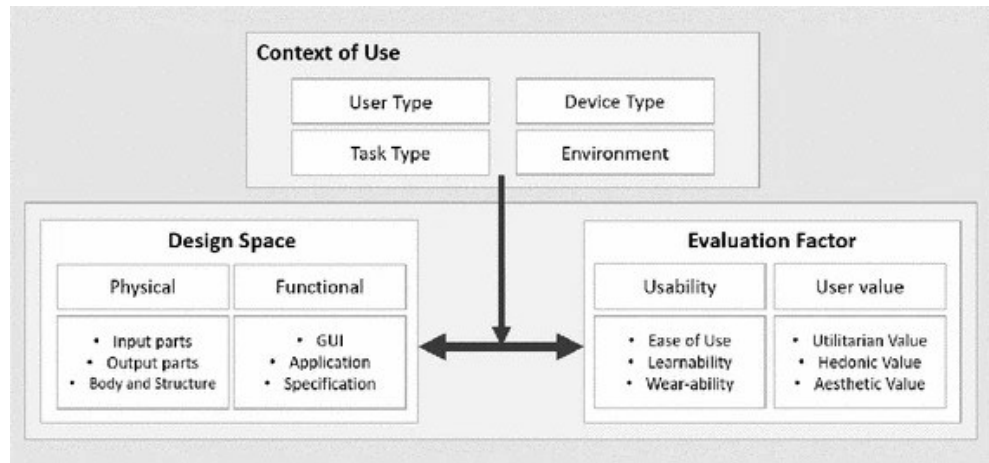 Context of Use
User Type
Device Type
Task Type
Environment
Design Space
Physical
Functional
• Input parts
• Output parts
• Body and Structure
• GUI
• Application
• Specification
Evaluation Factor
Usability
User value
• Ease of Use
• Learnability
• Wear-ability
• Utilitarian Value
• Hedonic Value
• Aesthetic Value